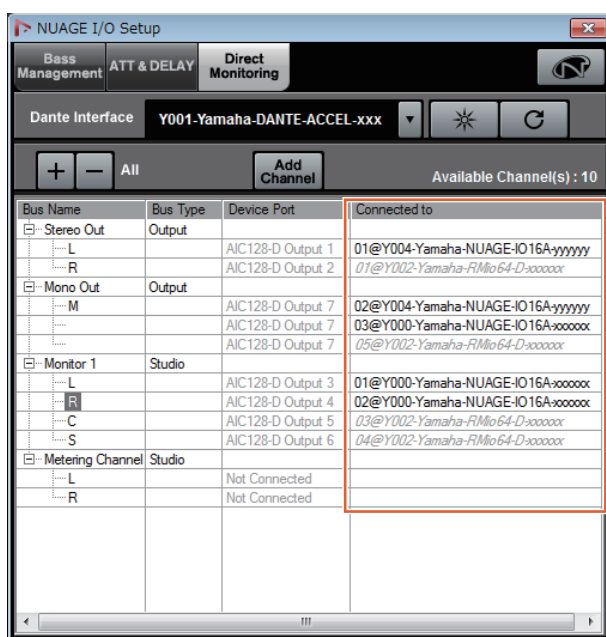 NUAGE I/O Setup
Bass Management
ATT & DELAY
Direct Monitoring
Dante Interface Y001-Yamaha-DANTE-ACCEL-xxx
+ − All Add Channel Available Channel(s) : 10
Bus Name Bus Type Device Port Connected to
Stereo Out Output
L AIC128-D Output 1 01@Y004-Yamaha-NUAGE-IO16A-yyyyyy
R AIC128-D Output 2 01@Y002-Yamaha-RMio64-D-xxxxxx
Mono Out Output
M AIC128-D Output 7 02@Y004-Yamaha-NUAGE-IO16A-yyyyyy
AIC128-D Output 7 03@Y000-Yamaha-NUAGE-IO16A-xxxxxx
AIC128-D Output 7 05@Y002-Yamaha-RMio64-D-xxxxxx
Monitor 1 Studio
L AIC128-D Output 3 01@Y000-Yamaha-NUAGE-IO16A-xxxxxx
R AIC128-D Output 4 02@Y000-Yamaha-NUAGE-IO16A-xxxxxx
C AIC128-D Output 5 03@Y002-Yamaha-RMio64-D-xxxxxx
S AIC128-D Output 6 04@Y002-Yamaha-RMio64-D-xxxxxx
Metering Channel Studio
L Not Connected
R Not Connected